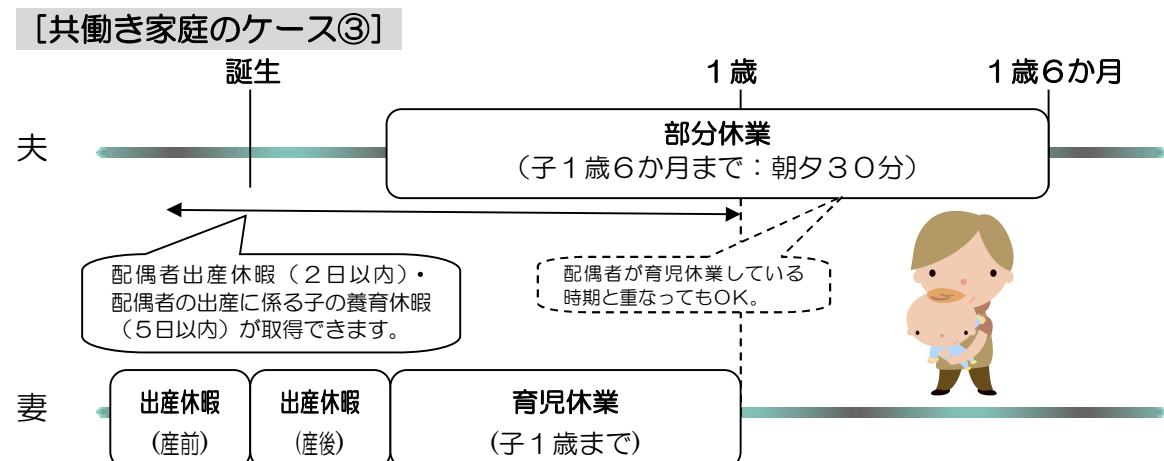 ［共働き家庭のケース③］
誕生
１歳
１歳６か月
夫
部分休業
（子１歳６か月まで：朝夕３０分）
配偶者出産休暇（２日以内）・
配偶者の出産に係る子の養育休暇
（５日以内）が取得できます。
配偶者が育児休業している
時期と重なってもOK。
妻
出産休暇
(産前)
出産休暇
(産後)
育児休業
(子１歳まで)